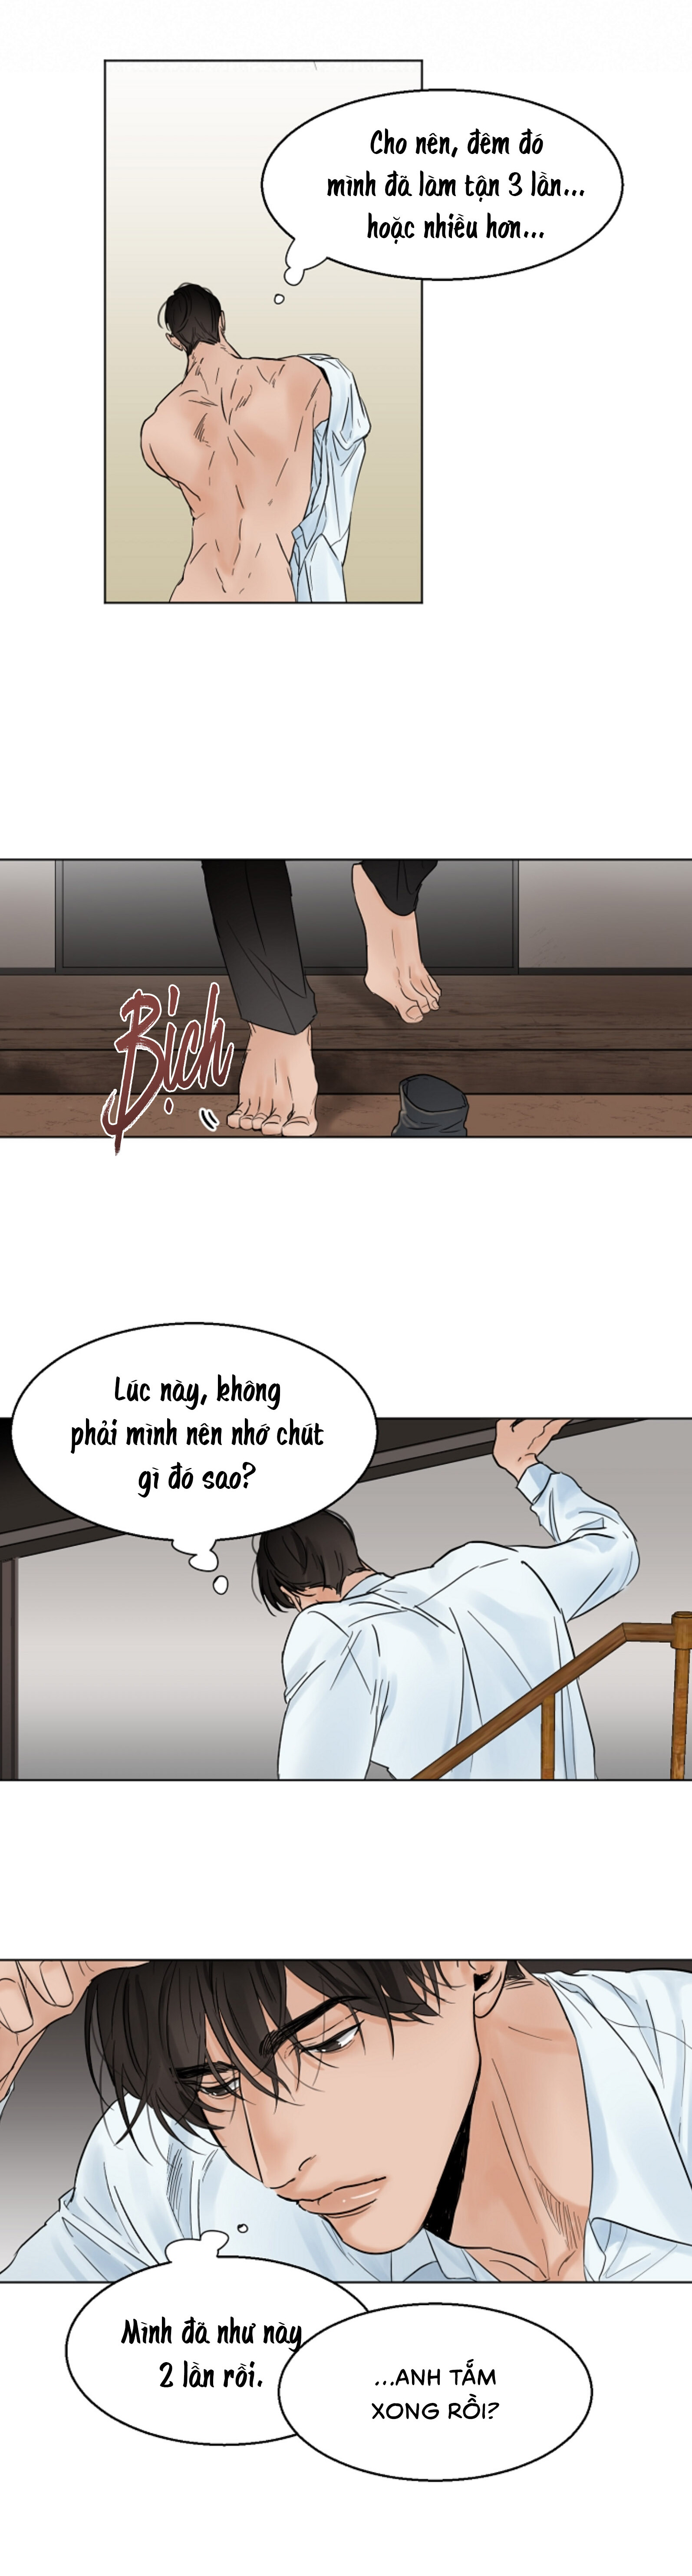 Cho nên, đêm đó
mình đã làm tận 3 lần...
hoặc nhiều hơn...
Bịch
Lúc này, không
phải mình nên nhớ chút
gì đó sao?
Mình đã như này
2 lần rồi.
...ANH TẮM
XONG RỒI?